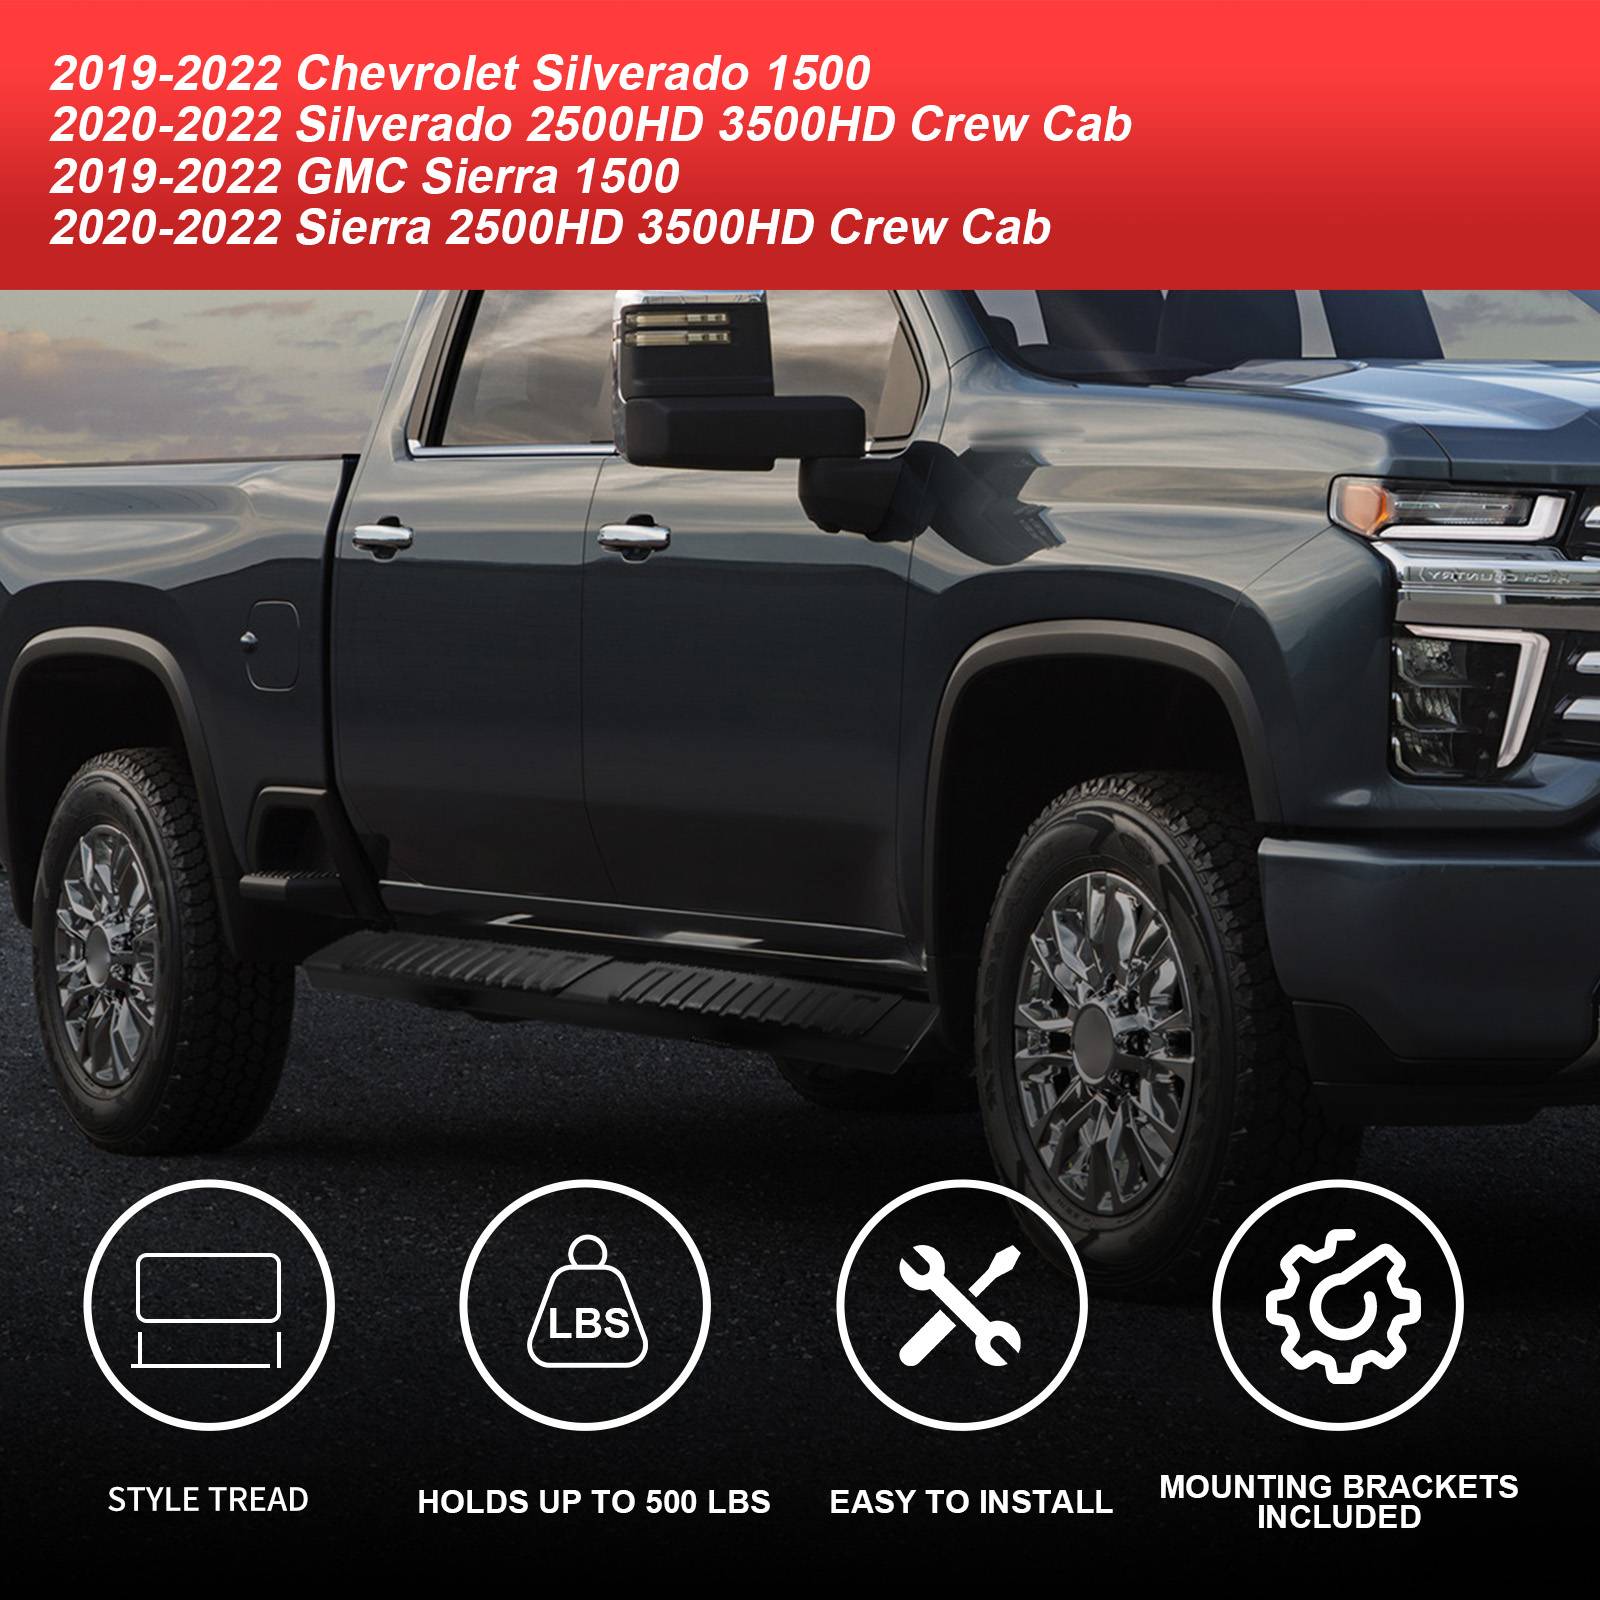 2019-2022 Chevrolet Silverado 1500
2020-2022 Silverado 2500HD 3500HD Crew Cab
2019-2022 GMC Sierra 1500
2020-2022 Sierra 2500HD 3500HD Crew Cab
HIGH COUNTRY
LBS
STYLE TREAD
HOLDS UP TO 500 LBS
EASY TO INSTALL
MOUNTING BRACKETS
INCLUDED